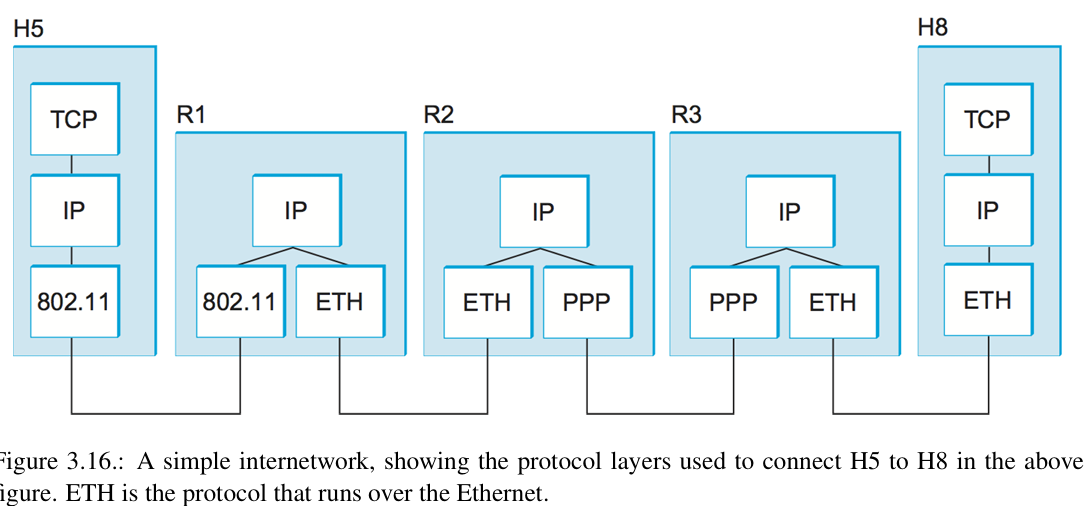 H5
H8
R1
R2
R3
TCP
TCP
IP
IP
IP
IP
IP
802.11
802.11
ETH
ETH
PPP
PPP
ETH
ETH
Figure 3.16.: A simple internetwork, showing the protocol layers used to connect H5 to H8 in the above
figure. ETH is the protocol that runs over the Ethernet.